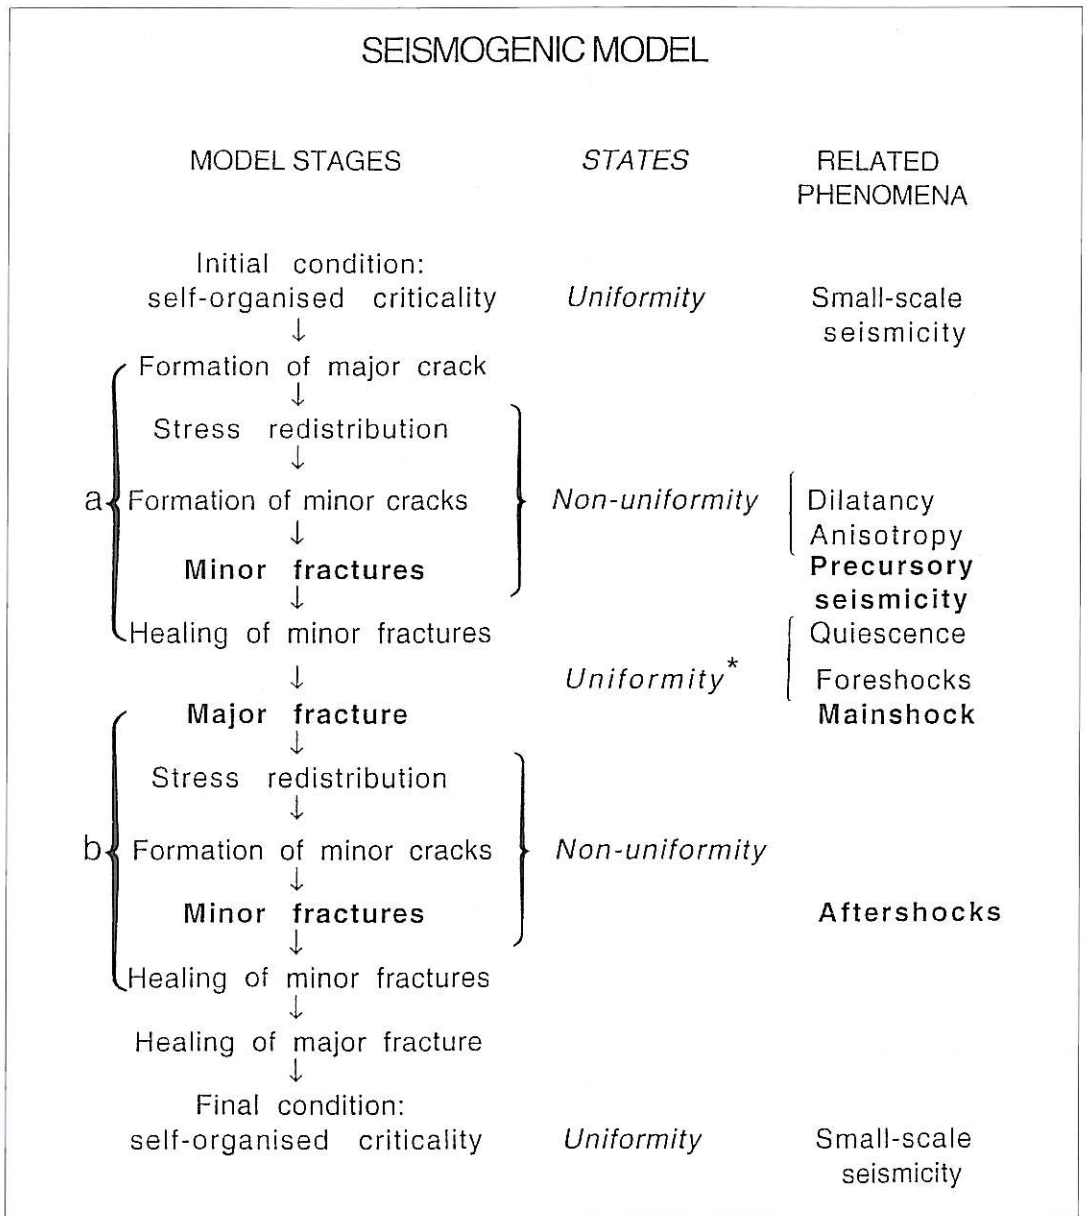 SEISMOGENIC MODEL
MODEL STAGES STATES RELATED
PHENOMENA
Initial condition:
self-organised criticality Uniformity Small-scale
seismicity
↓
Formation of major crack
↓
Stress redistribution
↓
a Formation of minor cracks Non-uniformity Dilatancy
↓ Anisotropy
Minor fractures Precursory
↓ seismicity
Healing of minor fractures Quiescence
↓ Uniformity* Foreshocks
Major fracture Mainshock
↓
Stress redistribution
↓
b Formation of minor cracks Non-uniformity
↓
Minor fractures Aftershocks
↓
Healing of minor fractures
↓
Healing of major fracture
↓
Final condition:
self-organised criticality Uniformity Small-scale
seismicity